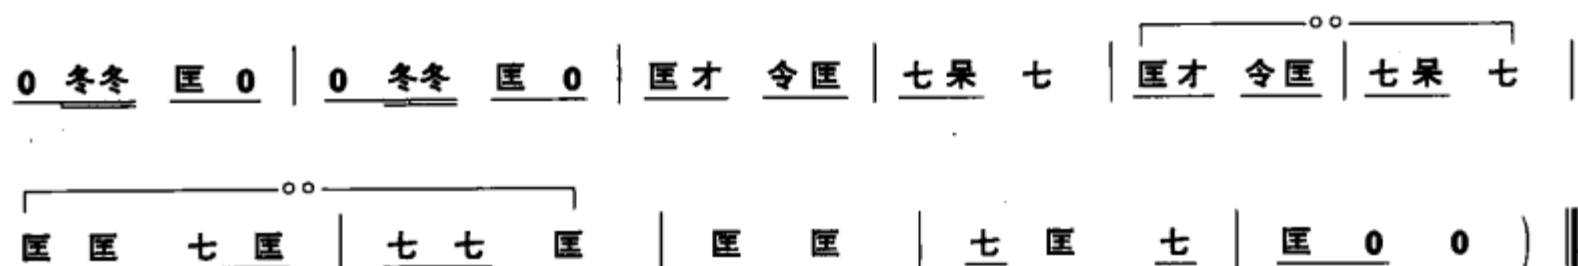 0 冬冬 匡 0 | 0 冬冬 匡 0 | 匡 才 令 匡 | 七 呆 七 | 匡 才 令 匡 | 七 呆 七 |
匡 匡 七 匡 | 七 七 匡 | 匡 匡 | 七 匡 七 | 匡 0 0 ) ‖